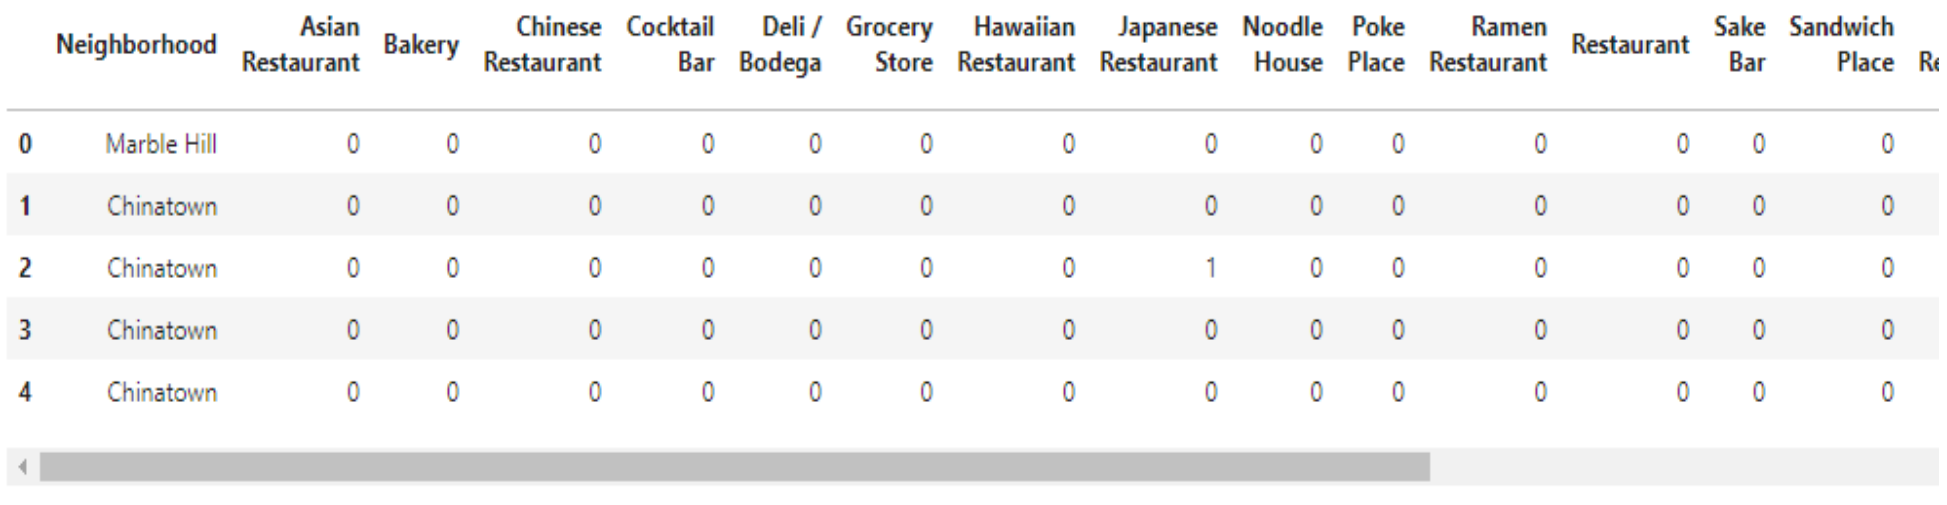 Neighborhood Asian Restaurant Bakery Chinese Restaurant Cocktail Bar Deli / Bodega Grocery Store Hawaiian Restaurant Japanese Restaurant Noodle House Poke Place Ramen Restaurant Restaurant Sake Bar Sandwich Place Re
0 Marble Hill 0 0 0 0 0 0 0 0 0 0 0 0 0 0
1 Chinatown 0 0 0 0 0 0 0 0 0 0 0 0 0 0
2 Chinatown 0 0 0 0 0 0 0 1 0 0 0 0 0 0
3 Chinatown 0 0 0 0 0 0 0 0 0 0 0 0 0 0
4 Chinatown 0 0 0 0 0 0 0 0 0 0 0 0 0 0